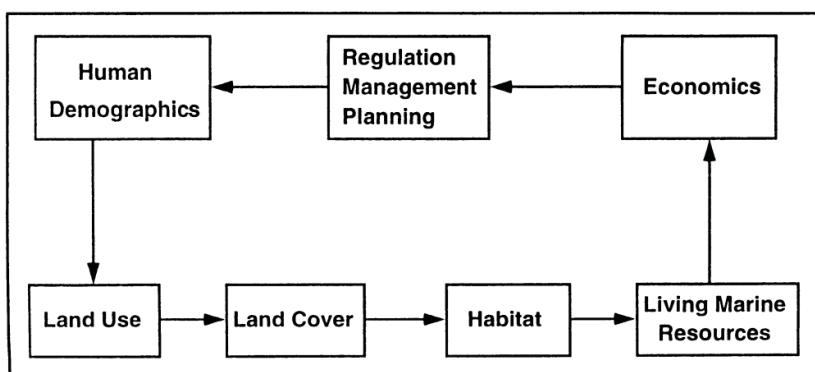 Human
Demographics
Regulation
Management
Planning
Economics
Land Use
Land Cover
Habitat
Living Marine
Resources